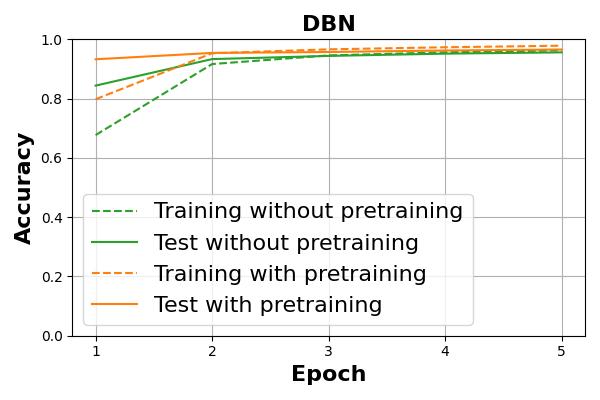 DBN
1.0
0.8
0.6
0.4
0.2
0.0
Accuracy
Training without pretraining
Test without pretraining
Training with pretraining
Test with pretraining
1 2 3 4 5
Epoch